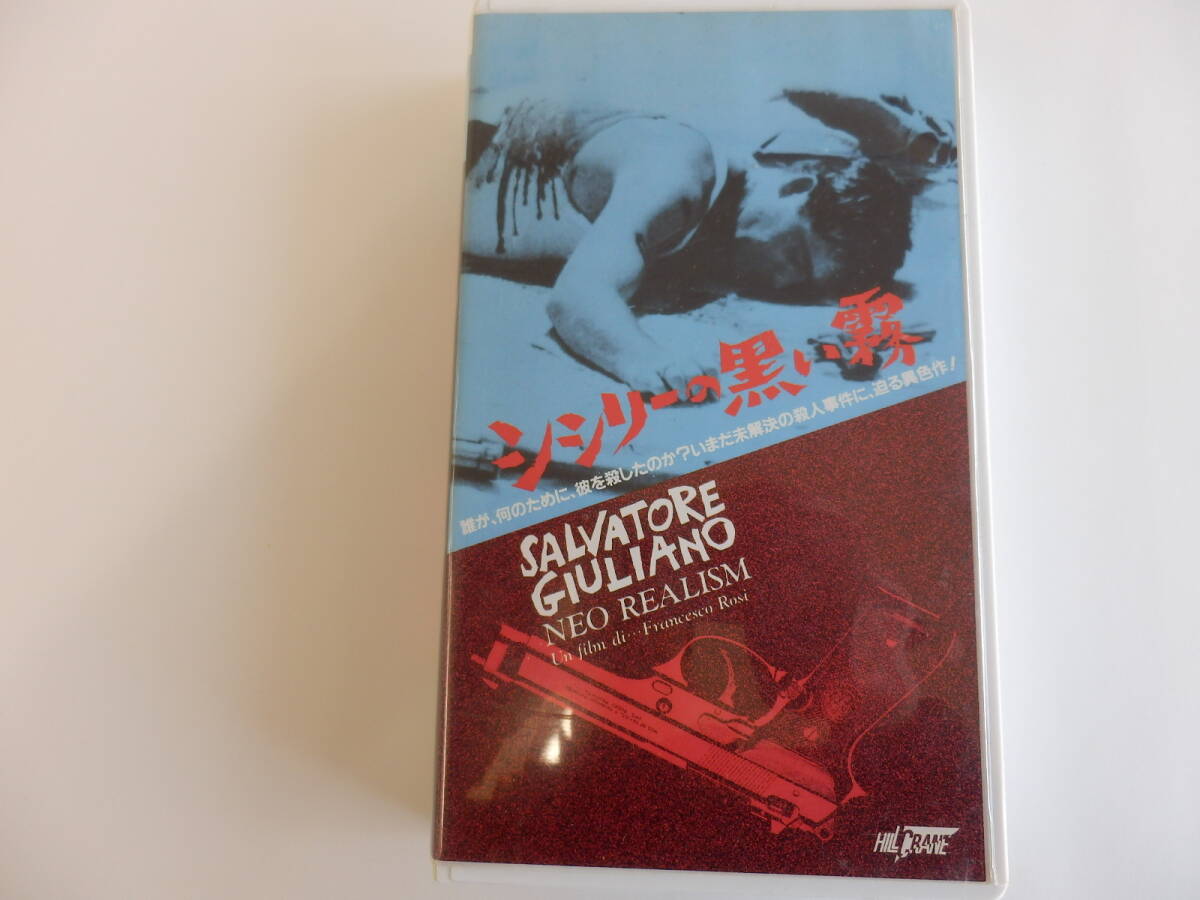 シシリーの黒い霧
誰が、何のために、彼を殺したのか?いまだ未解決の殺人事件に、迫る異色作!
SALVATORE
GIULIANO
NEO REALISM
Un film di…Francesco Rosi
HILL CRANE